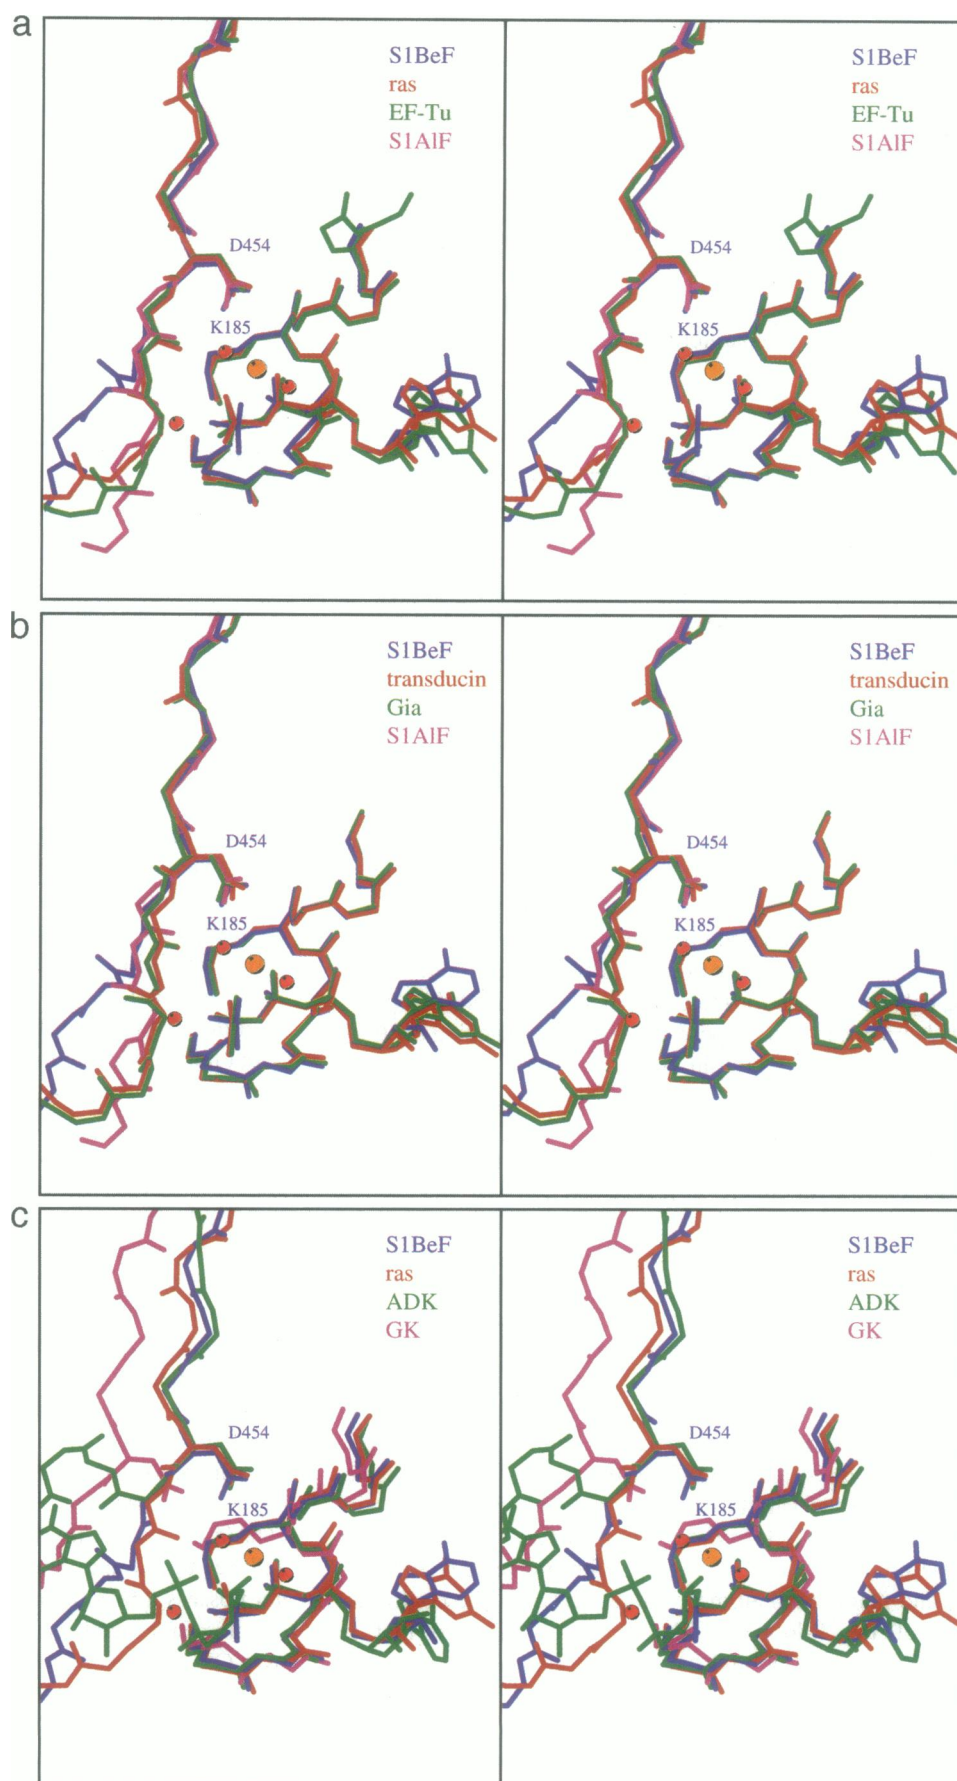 a
S1BeF
ras
EF-Tu
S1AlF
D454
K185
S1BeF
ras
EF-Tu
S1AlF
D454
K185
b
S1BeF
transducin
Gia
S1AlF
D454
K185
S1BeF
transducin
Gia
S1AlF
D454
K185
c
S1BeF
ras
ADK
GK
D454
K185
S1BeF
ras
ADK
GK
D454
K185